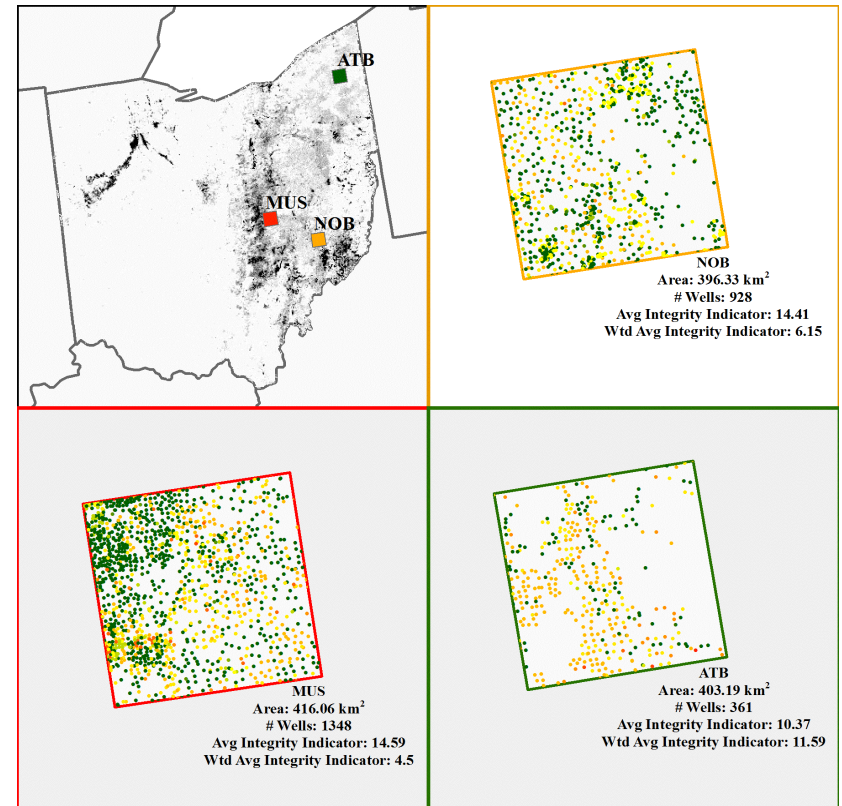 ATB
MUS
NOB
NOB
Area: 396.33 km²
# Wells: 928
Avg Integrity Indicator: 14.41
Wtd Avg Integrity Indicator: 6.15
MUS
Area: 416.06 km²
# Wells: 1348
Avg Integrity Indicator: 14.59
Wtd Avg Integrity Indicator: 4.5
ATB
Area: 403.19 km²
# Wells: 361
Avg Integrity Indicator: 10.37
Wtd Avg Integrity Indicator: 11.59